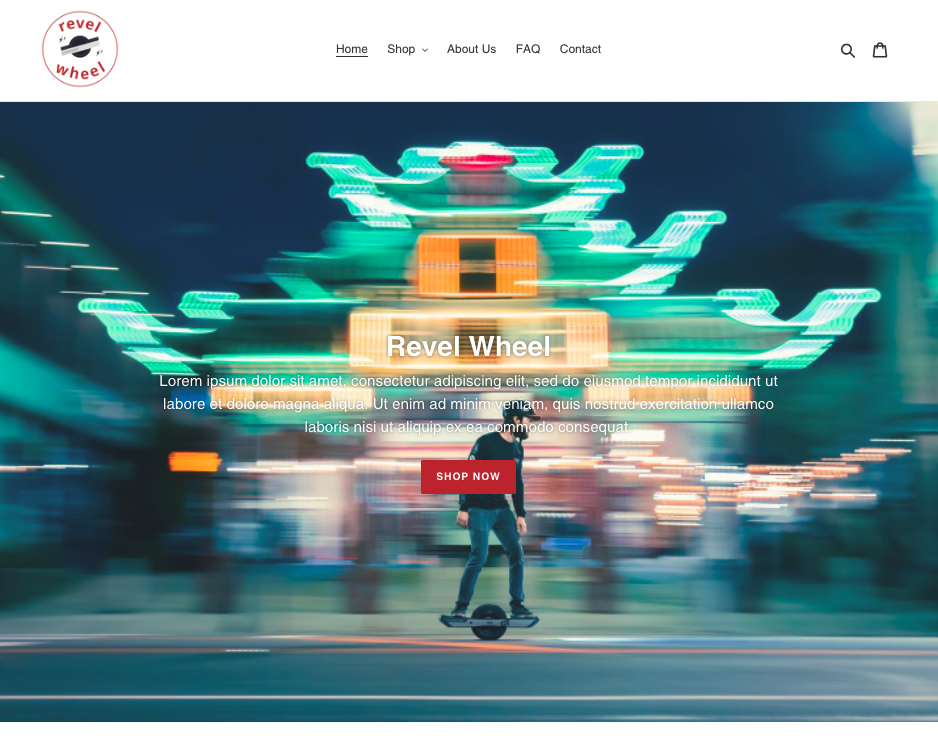 revel
wheel
Home Shop About Us FAQ Contact
Revel Wheel
Lorem ipsum dolor sit amet, consectetur adipiscing elit, sed do eiusmod tempor incididunt ut
labore et dolore magna aliqua. Ut enim ad minim veniam, quis nostrud exercitation ullamco
laboris nisi ut aliquip ex ea commodo consequat.
SHOP NOW